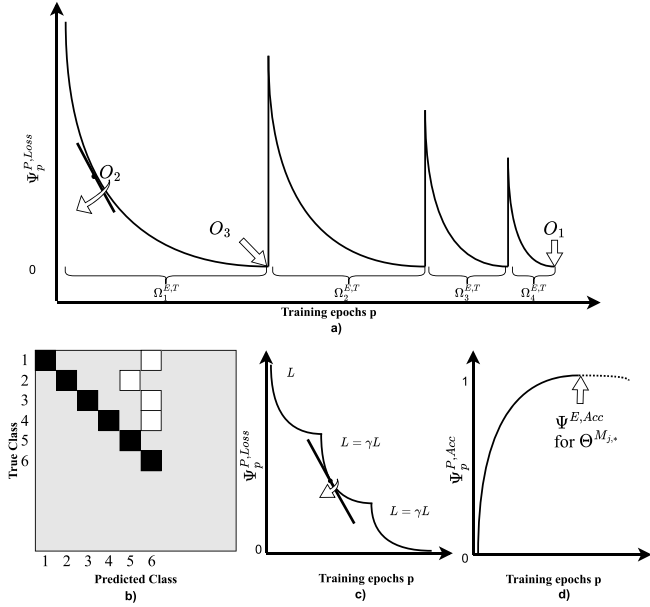 Ψ_p^{P,Loss}
O_2
O_3
O_1
0
Ω_1^{E,T}
Ω_2^{E,T}
Ω_3^{E,T}
Ω_4^{E,T}
Training epochs p
a)
True Class
1
2
3
4
5
6
1 2 3 4 5 6
Predicted Class
b)
Ψ_p^{P,Loss}
L
L = γL
L = γL
0
Training epochs p
c)
Ψ_p^{P,Acc}
1
Ψ^{E,Acc}
for Θ^{M_{j,*}}
0
Training epochs p
d)